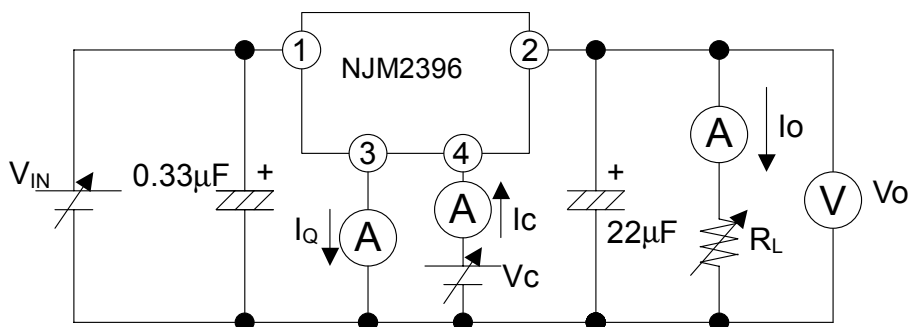 1
2
NJM2396
3
4
V_IN
0.33μF
+
I_Q
A
A
Ic
Vc
+
22μF
A
Io
R_L
V
Vo